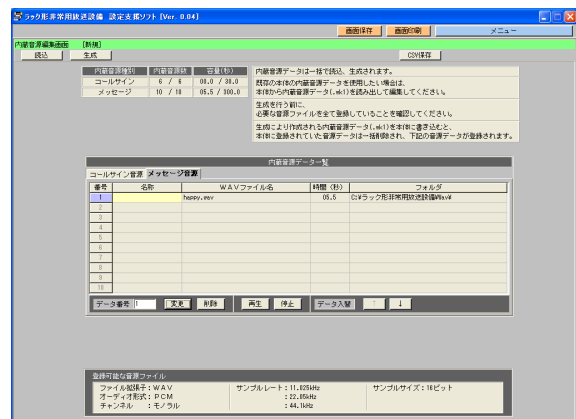 ラック形非常用放送設備 設定支援ソフト [Ver. 0.04]
画面保存 画面印刷 メニュー
内蔵音源編集画面 [新規]
読込 生成 CSV保存
内蔵音源種別 内蔵音源数 容量(秒)
コールサイン 6 / 6 00.0 / 30.0
メッセージ 10 / 10 05.5 / 300.0
内蔵音源データは一括で読込、生成されます。
既存の本体の内蔵音源データを使用したい場合は、
本体から内蔵音源データ(.mk1)を読み出して編集してください。
生成を行う前に、
必要な音源ファイルを全て登録していることを確認してください。
生成により作成される内蔵音源データ(.mk1)を本体に書き込むと、
本体に登録されていた音源データは一括削除され、下記の音源データが登録されます。
内蔵音源データ一覧
コールサイン音源 メッセージ音源
番号 名称 WAVファイル名 時間(秒) フォルダ
1 happy.wav 05.5 C:¥ラック形非常用放送設備¥Wav¥
2
3
4
5
6
7
8
9
10
データ番号 1 変更 削除 再生 停止 データ入替 ↑ ↓
登録可能な音源ファイル
ファイル拡張子:WAV サンプルレート:11.025kHz サンプルサイズ:16ビット
オーディオ形式:PCM :22.05kHz
チャンネル :モノラル :44.1kHz